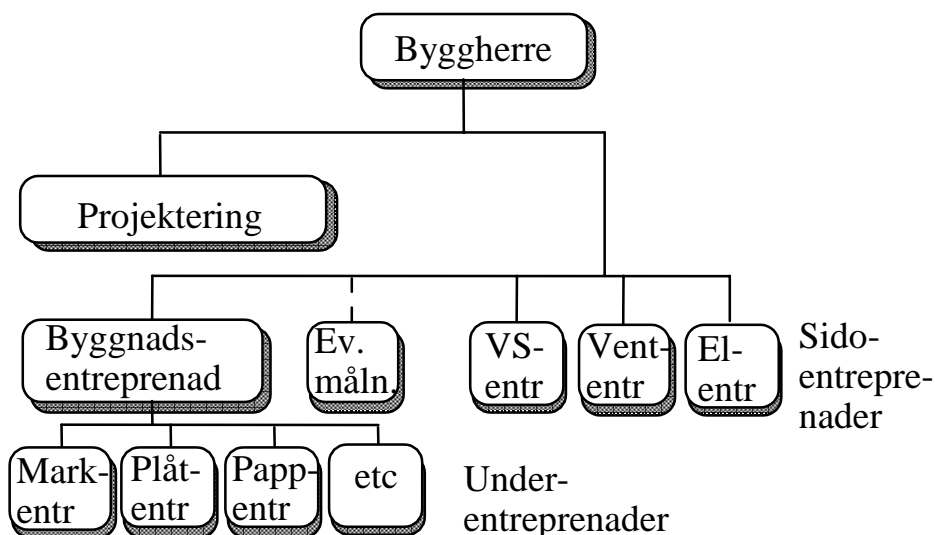 Byggherre
Projektering
Byggnads-
entreprenad
Ev.
måln.
VS-
entr
Vent-
entr
El-
entr
Sido-
entrepre-
nader
Mark-
entr
Plåt-
entr
Papp-
entr
etc
Under-
entreprenader